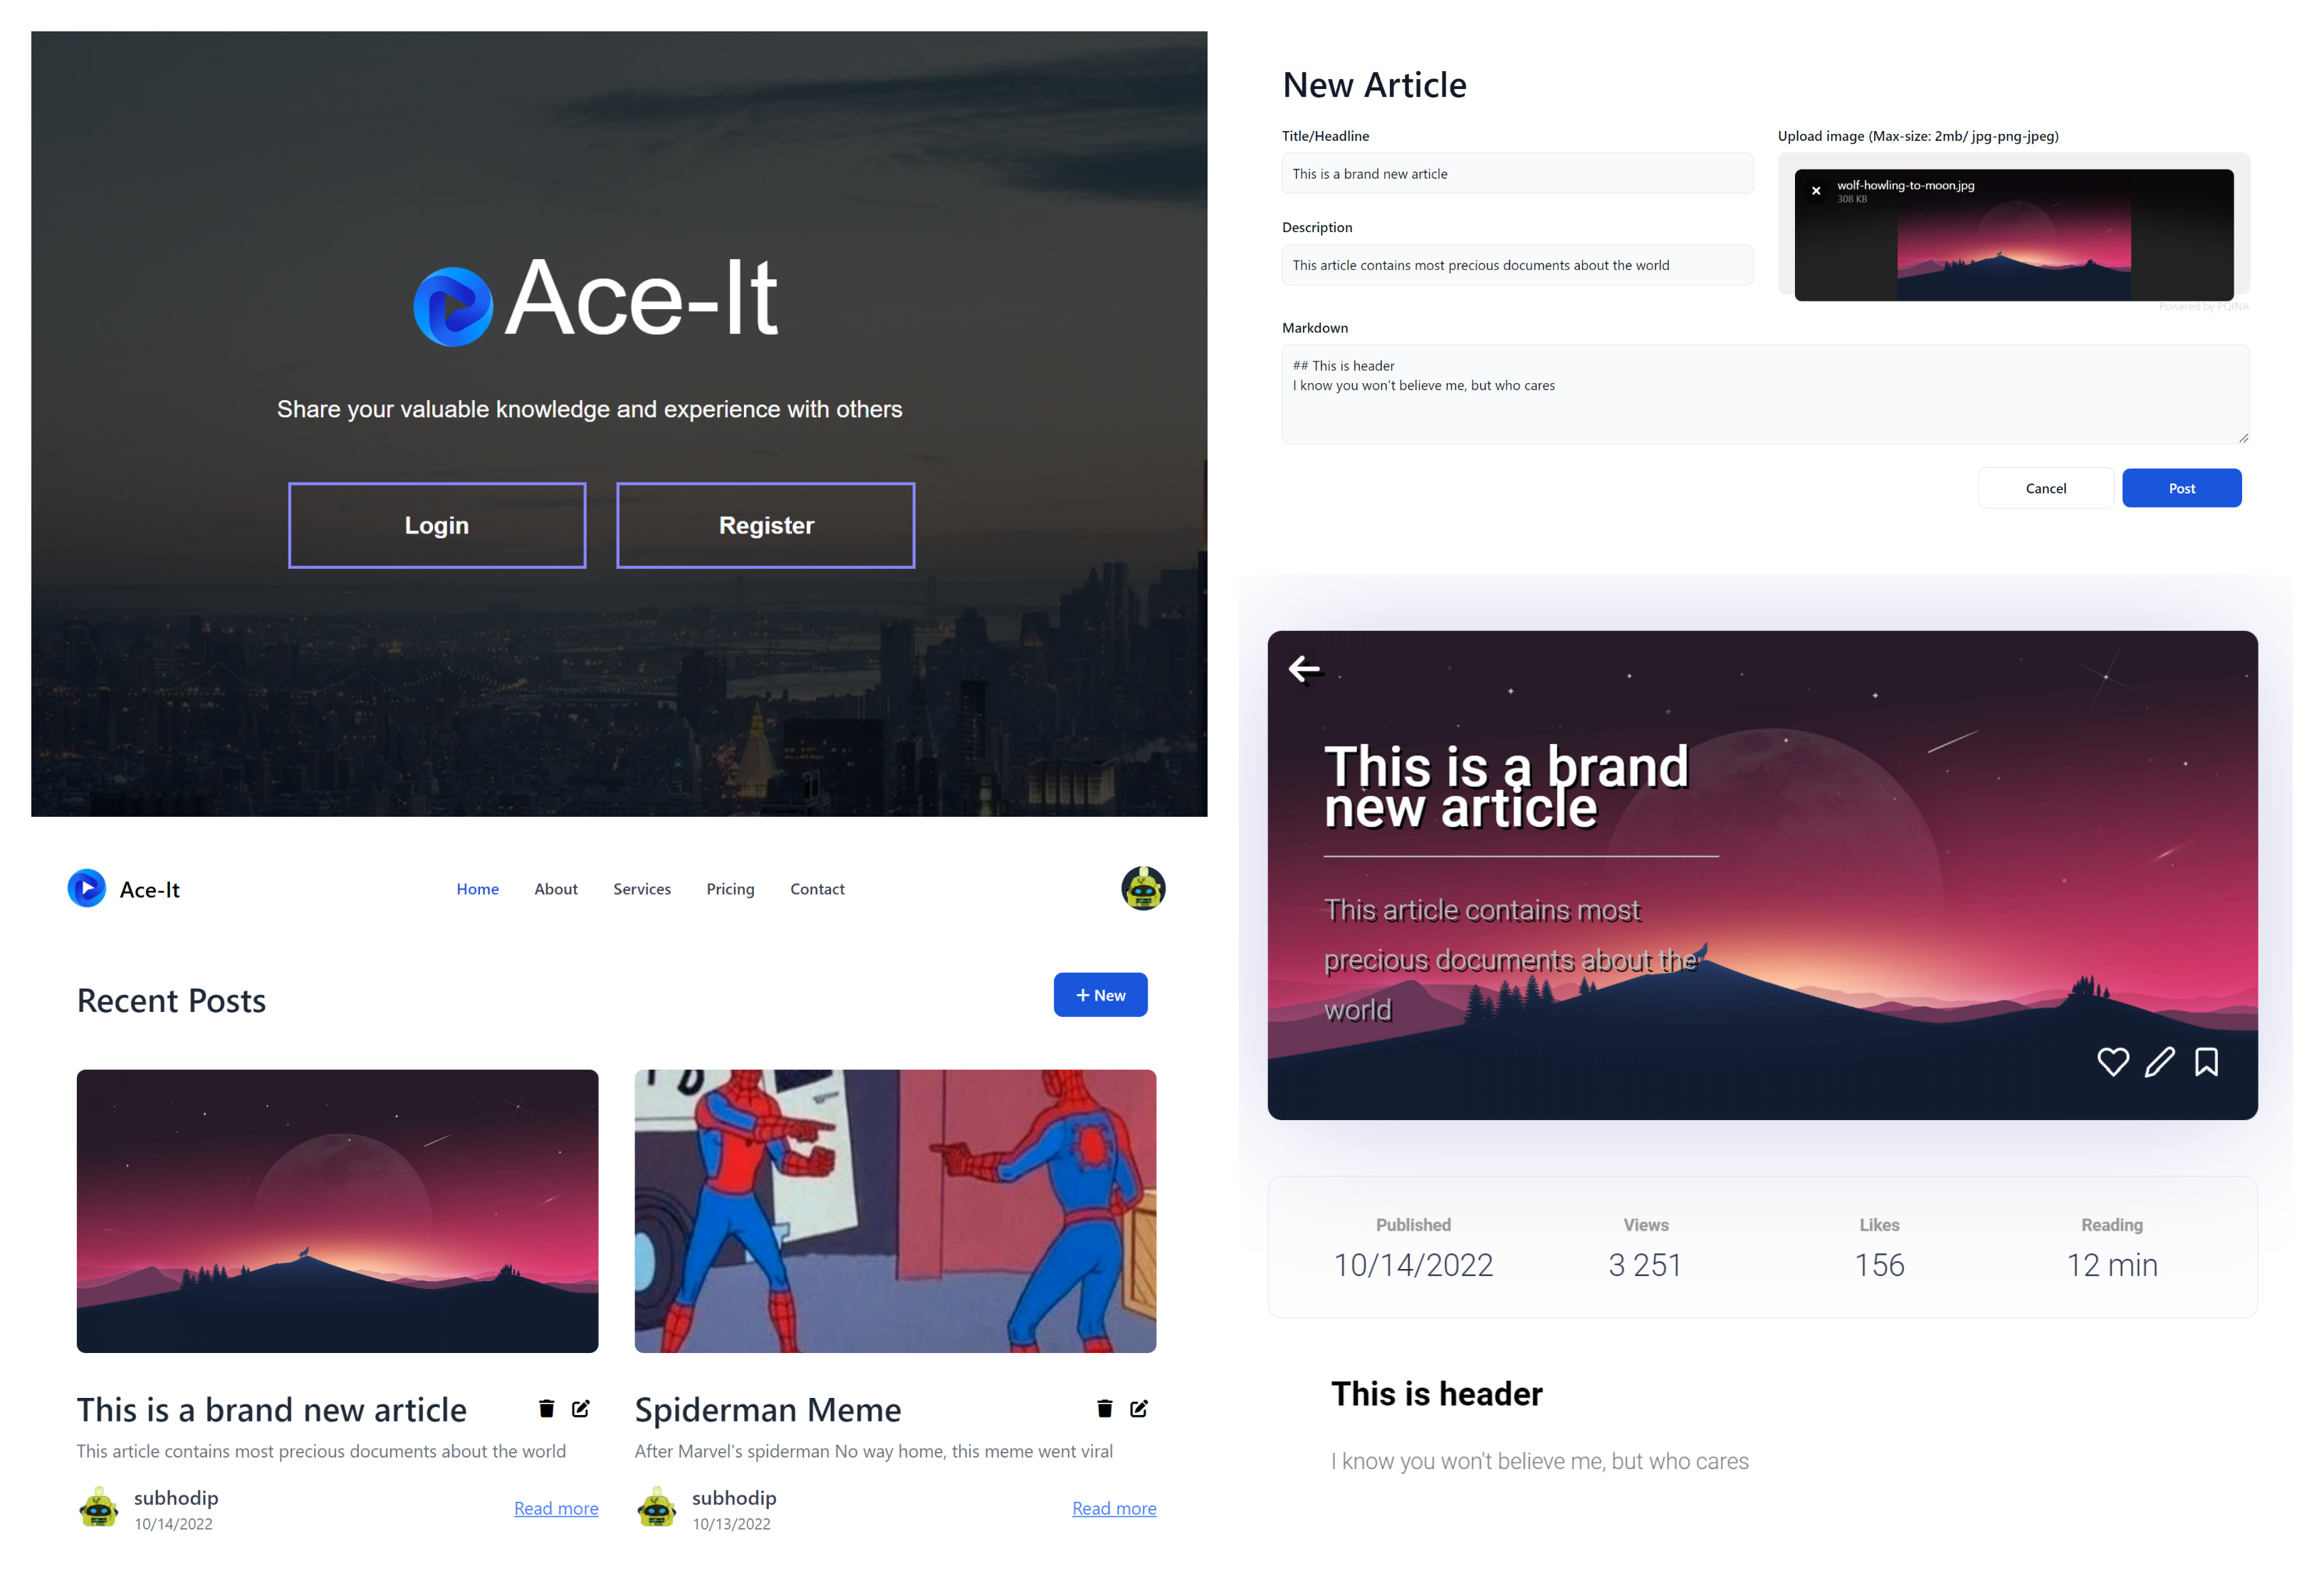 Ace-It
Share your valuable knowledge and experience with others
Login
Register
Ace-It
Home
About
Services
Pricing
Contact
Recent Posts
+ New
This is a brand new article
This article contains most precious documents about the world
subhodip
10/14/2022
Read more
Spiderman Meme
After Marvel's spiderman No way home, this meme went viral
subhodip
10/13/2022
Read more
New Article
Title/Headline
This is a brand new article
Description
This article contains most precious documents about the world
Upload image (Max-size: 2mb/ jpg-png-jpeg)
wolf-howling-to-moon.jpg
308 KB
Powered by PQINA
Markdown
## This is header
I know you won't believe me, but who cares
Cancel
Post
This is a brand
new article
This article contains most
precious documents about the
world
Published
10/14/2022
Views
3 251
Likes
156
Reading
12 min
This is header
I know you won't believe me, but who cares